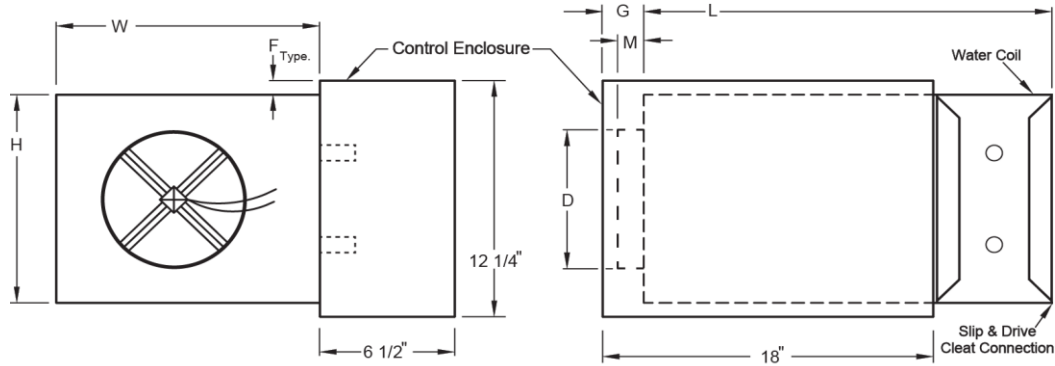 W
F
Type.
Control Enclosure
H
12 1/4"
6 1/2"
G
L
M
Water Coil
D
18"
Slip & Drive
Cleat Connection